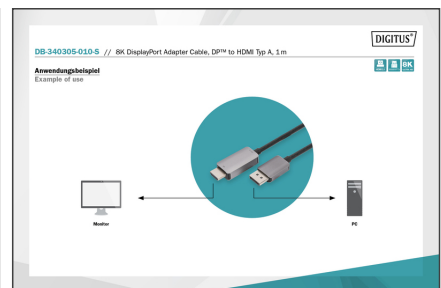 DIGITUS®
DB-340305-010-S // 8K DisplayPort Adapter Cable, DP™ to HDMI Typ A, 1 m
Anwendungsbeispiel
Example of use
8K
Monitor
PC